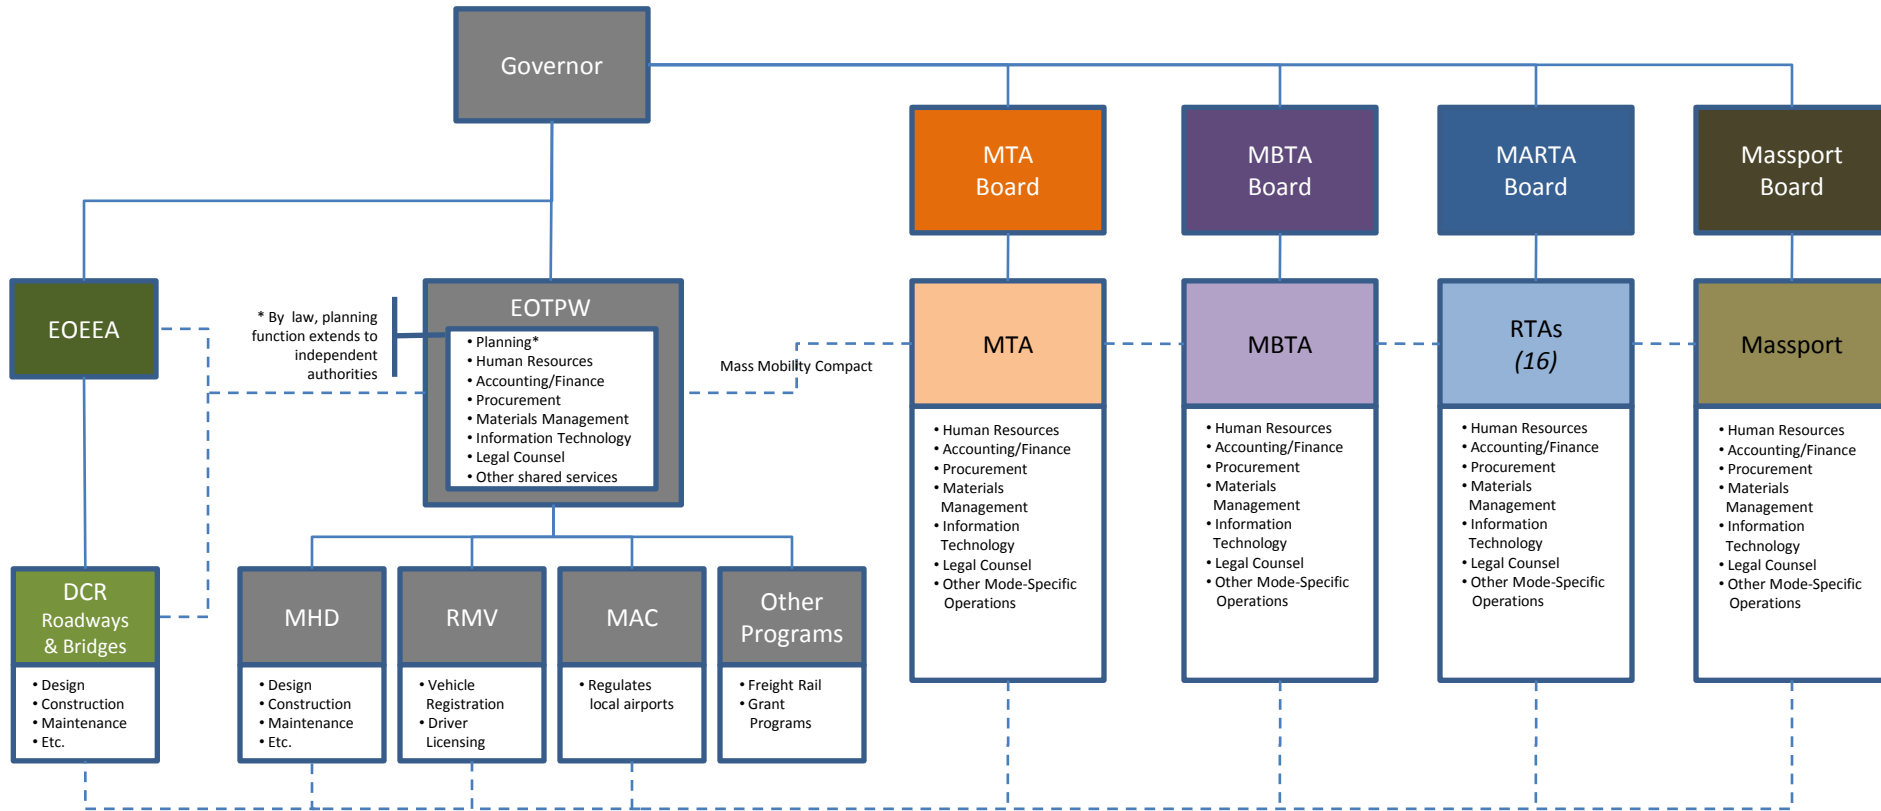 Governor
MTA
Board
MBTA
Board
MARTA
Board
Massport
Board
EOEEA
* By law, planning
function extends to
independent
authorities
EOTPW
• Planning*
• Human Resources
• Accounting/Finance
• Procurement
• Materials Management
• Information Technology
• Legal Counsel
• Other shared services
Mass Mobility Compact
MTA
• Human Resources
• Accounting/Finance
• Procurement
• Materials
Management
• Information
Technology
• Legal Counsel
• Other Mode-Specific
Operations
MBTA
• Human Resources
• Accounting/Finance
• Procurement
• Materials
Management
• Information
Technology
• Legal Counsel
• Other Mode-Specific
Operations
RTAs
(16)
• Human Resources
• Accounting/Finance
• Procurement
• Materials
Management
• Information
Technology
• Legal Counsel
• Other Mode-Specific
Operations
Massport
• Human Resources
• Accounting/Finance
• Procurement
• Materials
Management
• Information
Technology
• Legal Counsel
• Other Mode-Specific
Operations
DCR
Roadways
& Bridges
• Design
• Construction
• Maintenance
• Etc.
MHD
• Design
• Construction
• Maintenance
• Etc.
RMV
• Vehicle
Registration
• Driver
Licensing
MAC
• Regulates
local airports
Other
Programs
• Freight Rail
• Grant
Programs